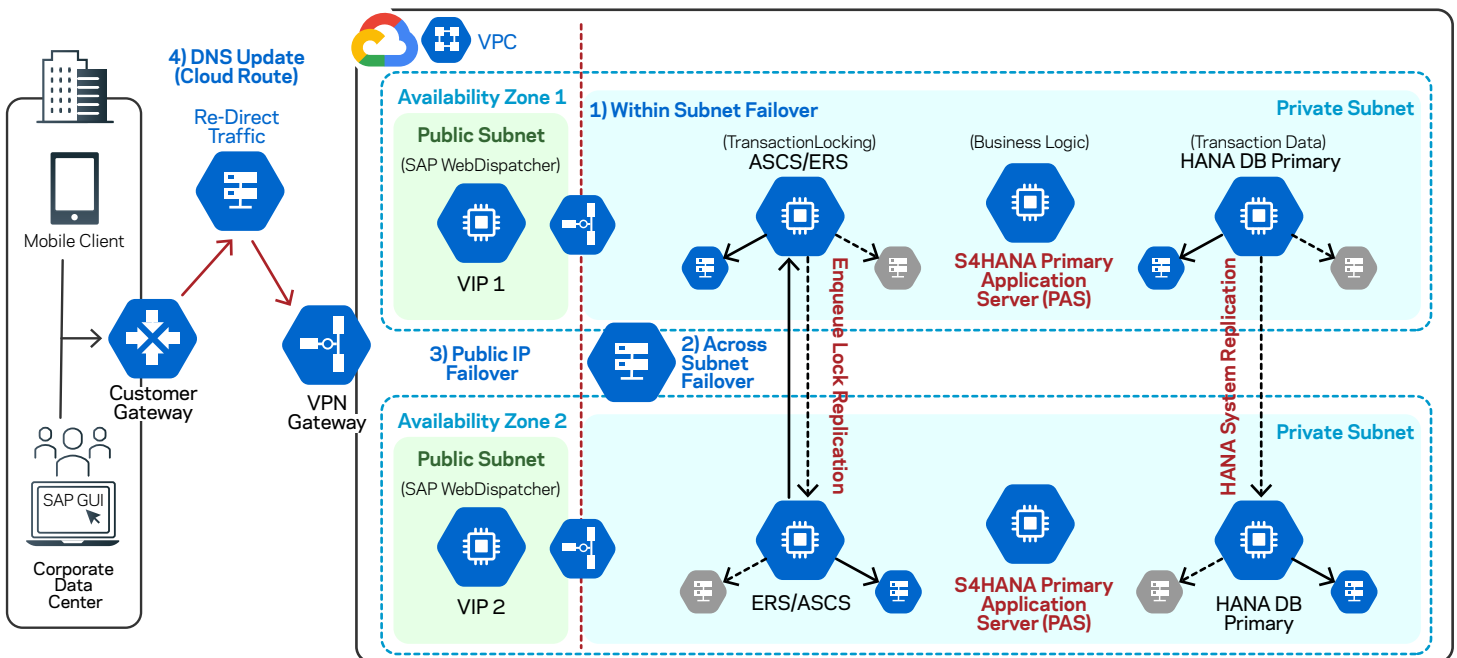 4) DNS Update
(Cloud Route)
Re-Direct
Traffic
Mobile Client
Customer
Gateway
VPN
Gateway
SAP GUI
Corporate
Data
Center
VPC
Availability Zone 1
Public Subnet
(SAP WebDispatcher)
VIP 1
1) Within Subnet Failover
Private Subnet
(TransactionLocking)
ASCS/ERS
(Business Logic)
S4HANA Primary
Application
Server (PAS)
(Transaction Data)
HANA DB Primary
3) Public IP
Failover
2) Across
Subnet
Failover
Enqueue Lock Replication
HANA System Replication
Availability Zone 2
Public Subnet
(SAP WebDispatcher)
VIP 2
Private Subnet
ERS/ASCS
S4HANA Primary
Application
Server (PAS)
HANA DB
Primary